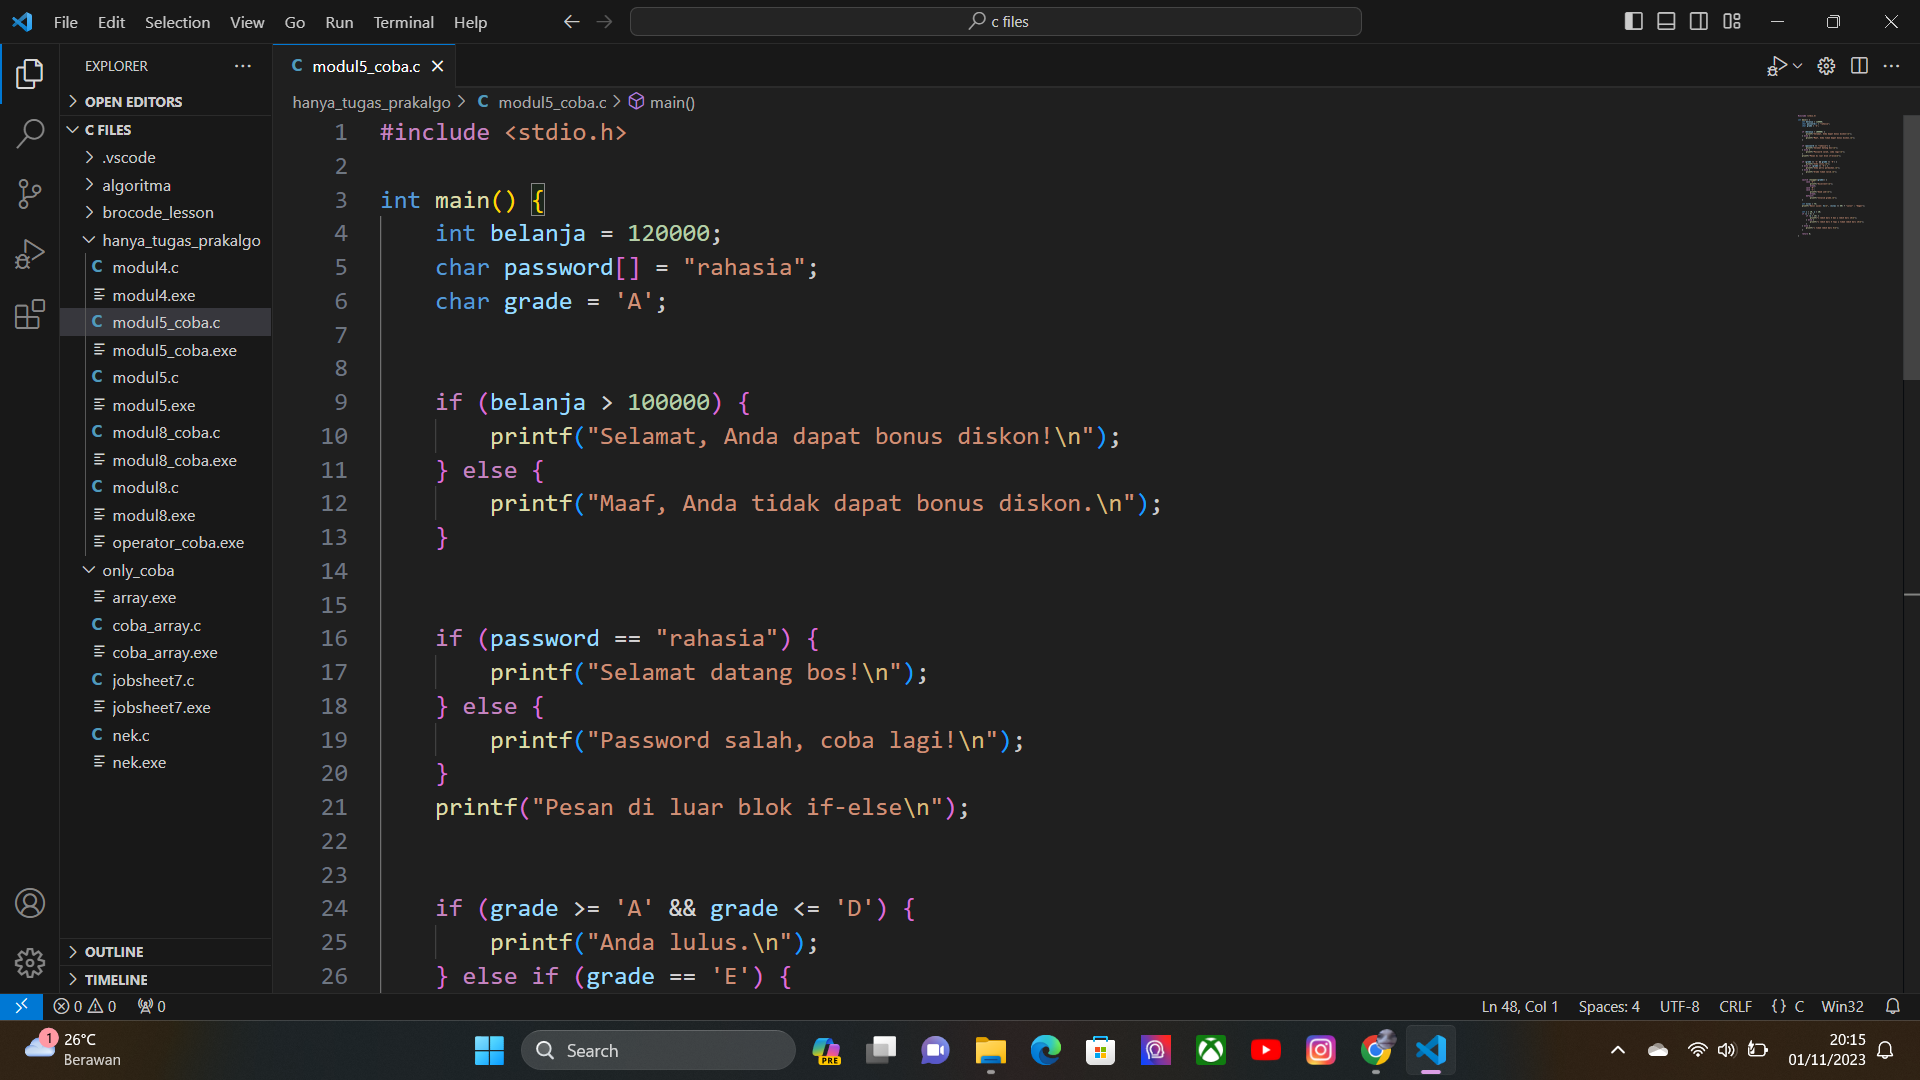 File Edit Selection View Go Run Terminal Help
c files
EXPLORER
OPEN EDITORS
C FILES
.vscode
algoritma
brocode_lesson
hanya_tugas_prakalgo
C modul4.c
modul4.exe
C modul5_coba.c
modul5_coba.exe
C modul5.c
modul5.exe
C modul8_coba.c
modul8_coba.exe
C modul8.c
modul8.exe
operator_coba.exe
only_coba
array.exe
C coba_array.c
coba_array.exe
C jobsheet7.c
jobsheet7.exe
C nek.c
nek.exe
OUTLINE
TIMELINE
C modul5_coba.c
hanya_tugas_prakalgo > C modul5_coba.c > main()
1 #include <stdio.h>
2
3 int main() {
4 int belanja = 120000;
5 char password[] = "rahasia";
6 char grade = 'A';
7
8
9 if (belanja > 100000) {
10 printf("Selamat, Anda dapat bonus diskon!\n");
11 } else {
12 printf("Maaf, Anda tidak dapat bonus diskon.\n");
13 }
14
15
16 if (password == "rahasia") {
17 printf("Selamat datang bos!\n");
18 } else {
19 printf("Password salah, coba lagi!\n");
20 }
21 printf("Pesan di luar blok if-else\n");
22
23
24 if (grade >= 'A' && grade <= 'D') {
25 printf("Anda lulus.\n");
26 } else if (grade == 'E') {
0 0 0
Ln 48, Col 1 Spaces: 4 UTF-8 CRLF {} C Win32
1
26°C
Berawan
Search
PRE
20:15
01/11/2023